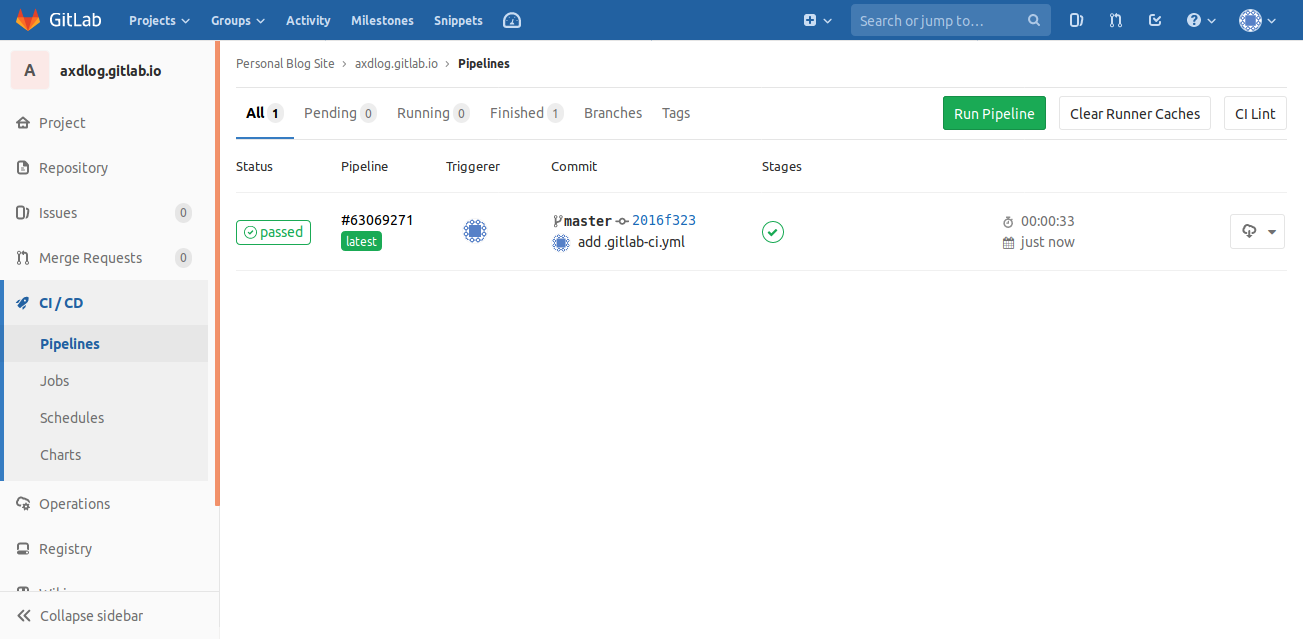 GitLab Projects Groups Activity Milestones Snippets Search or jump to...
A axdlog.gitlab.io
Project
Repository
Issues 0
Merge Requests 0
CI / CD
Pipelines
Jobs
Schedules
Charts
Operations
Registry
Collapse sidebar
Personal Blog Site › axdlog.gitlab.io › Pipelines
All 1 Pending 0 Running 0 Finished 1 Branches Tags Run Pipeline Clear Runner Caches CI Lint
Status Pipeline Triggerer Commit Stages
passed #63069271 master 2016f323 00:00:33
latest add .gitlab-ci.yml just now